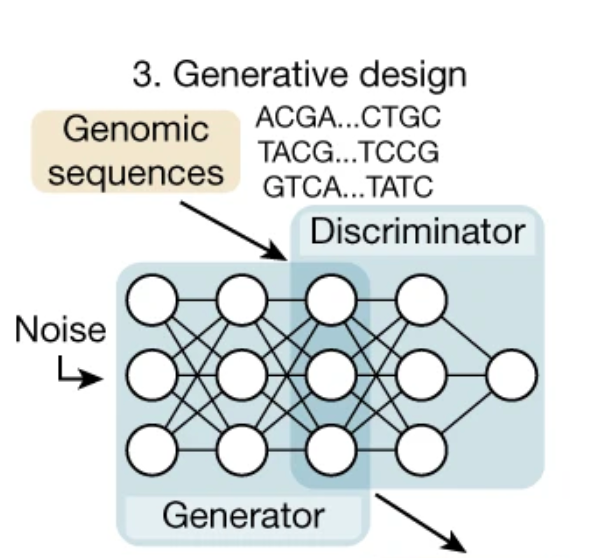 3. Generative design
Genomic
sequences
ACGA...CTGC
TACG...TCCG
GTCA...TATC
Discriminator
Noise
Generator